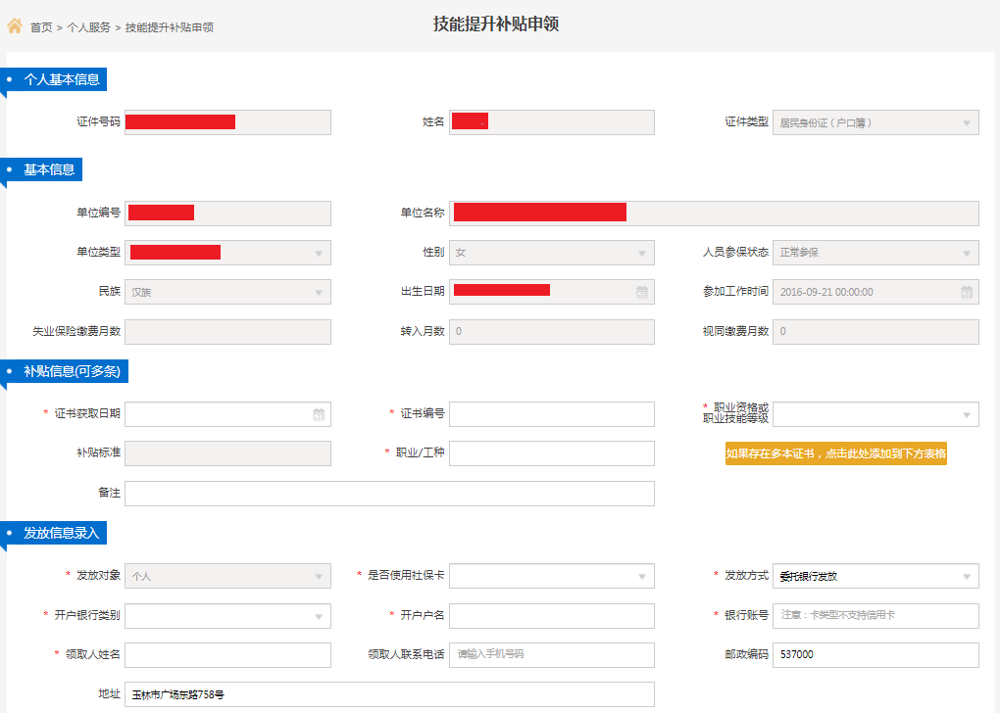 首页 > 个人服务 > 技能提升补贴申领
技能提升补贴申领
个人基本信息
证件号码 姓名 证件类型 居民身份证（户口簿）
基本信息
单位编号 单位名称
单位类型 性别 女 人员参保状态 正常参保
民族 汉族 出生日期 参加工作时间 2016-09-21 00:00:00
失业保险缴费月数 转入月数 0 视同缴费月数 0
补贴信息(可多条)
* 证书获取日期 * 证书编号 * 职业资格或
职业技能等级
补贴标准 * 职业/工种 如果存在多本证书，点击此处添加到下方表格
备注
发放信息录入
* 发放对象 个人 * 是否使用社保卡 * 发放方式 委托银行发放
* 开户银行类别 * 开户户名 * 银行账号 注意：卡类型不支持信用卡
* 领取人姓名 领取人联系电话 请输入手机号码 邮政编码 537000
地址 玉林市广场东路758号